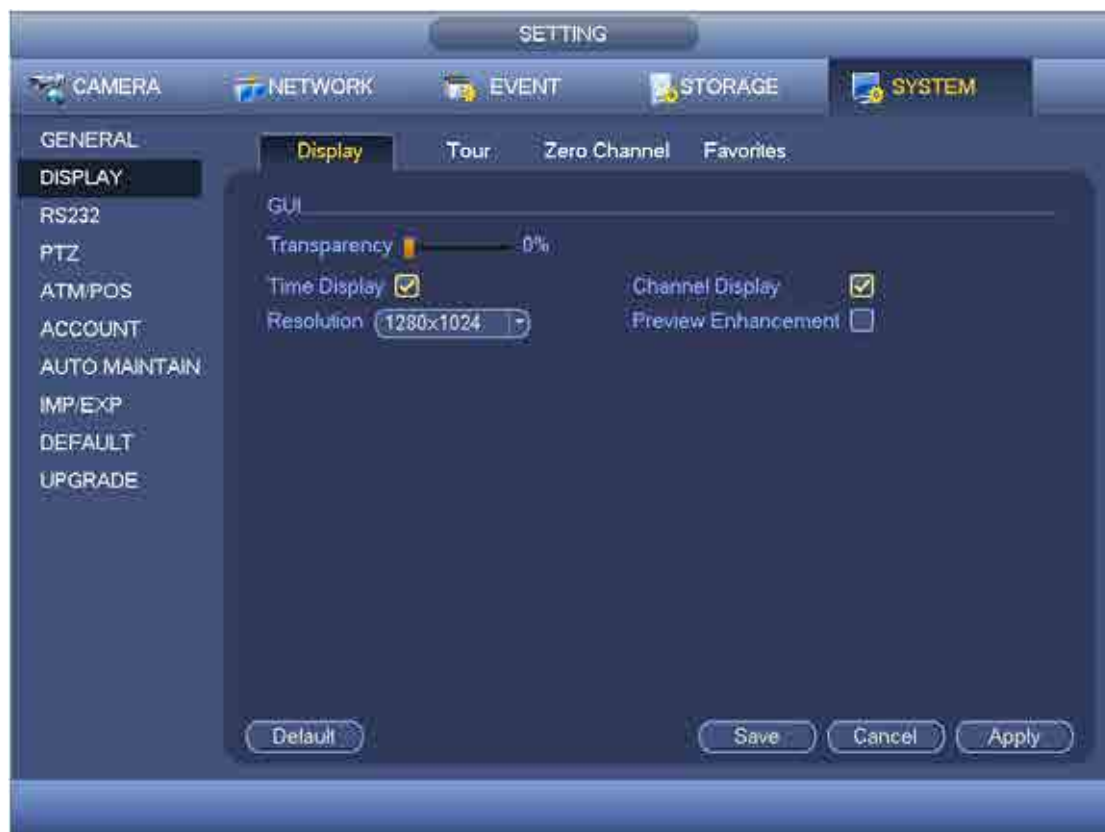 SETTING
CAMERA NETWORK EVENT STORAGE SYSTEM
GENERAL
DISPLAY
RS232
PTZ
ATM/POS
ACCOUNT
AUTO MAINTAIN
IMP/EXP
DEFAULT
UPGRADE
Display Tour Zero Channel Favorites
GUI
Transparency 0%
Time Display Channel Display
Resolution 1280x1024 Preview Enhancement
Default Save Cancel Apply